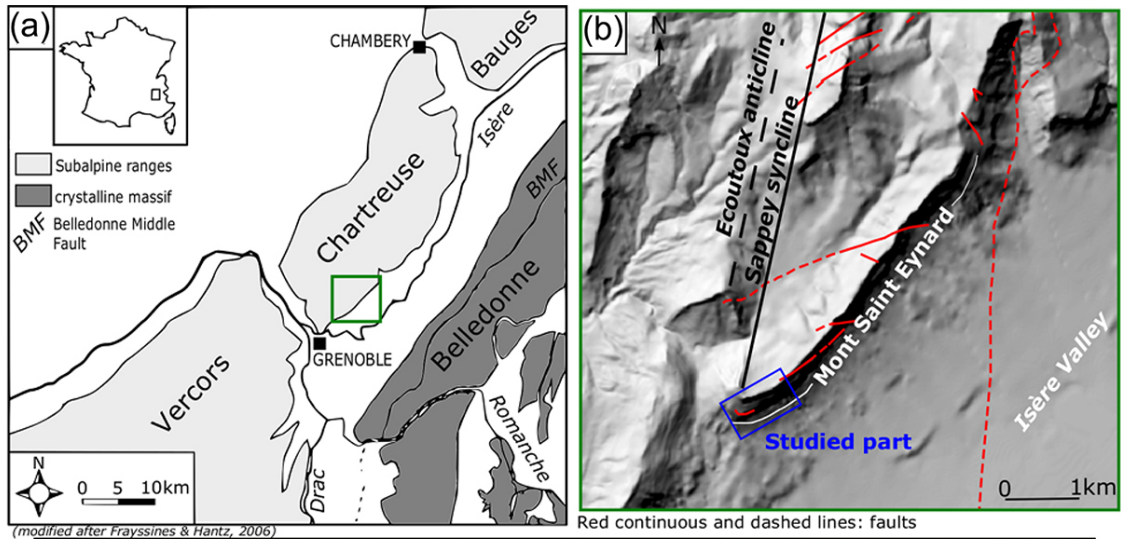 (a)
CHAMBERY
Bauges
Isère
Subalpine ranges
crystalline massif
BMF Belledonne Middle
Fault
BMF
Chartreuse
Belledonne
GRENOBLE
Vercors
Romanche
Drac
N
0 5 10km
(modified after Frayssines & Hantz, 2006)
(b)
N
Ecoutoux anticline
Sappey syncline
Mont Saint Eynard
Isère Valley
Studied part
0 1km
Red continuous and dashed lines: faults